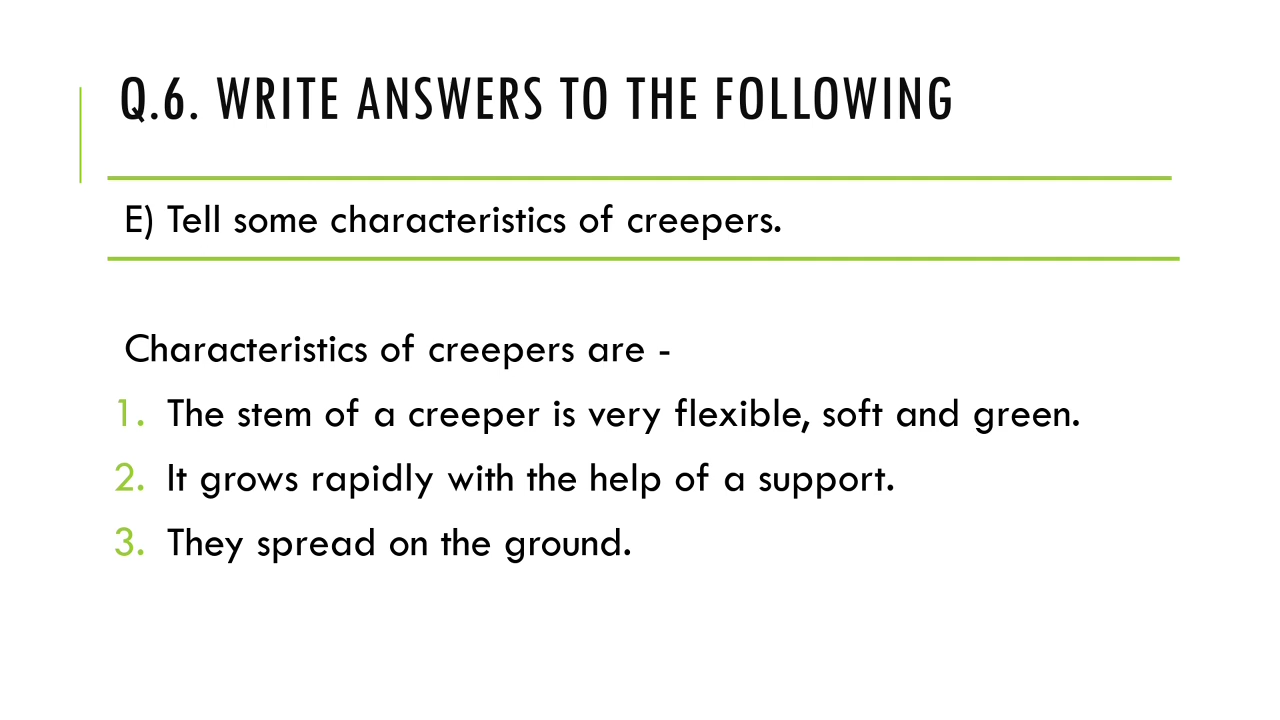 Q.6. WRITE ANSWERS TO THE FOLLOWING
E) Tell some characteristics of creepers.
Characteristics of creepers are -
1. The stem of a creeper is very flexible, soft and green.
2. It grows rapidly with the help of a support.
3. They spread on the ground.